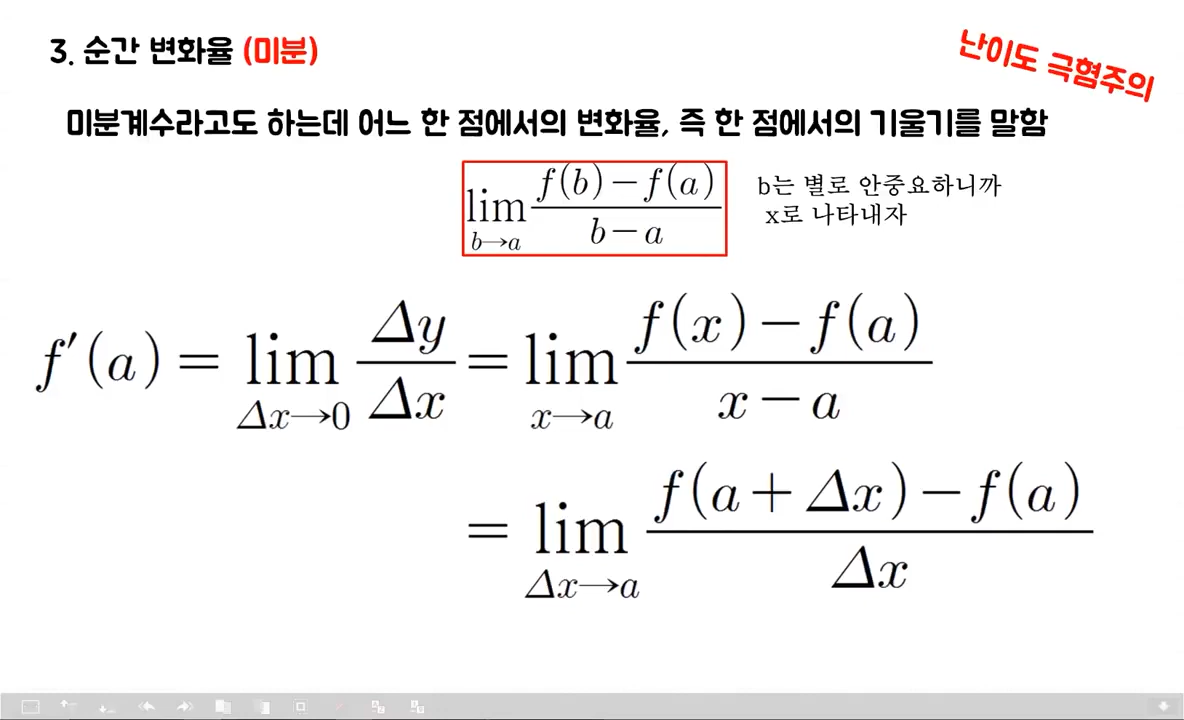 3. 순간 변화율 (미분)
난이도 극혐주의
미분계수라고도 하는데 어느 한 점에서의 변화율, 즉 한 점에서의 기울기를 말함
lim_{b→a} (f(b)−f(a))/(b−a)
b는 별로 안중요하니까
x로 나타내자
f′(a) = lim_{Δx→0} Δy/Δx = lim_{x→a} (f(x)−f(a))/(x−a)
= lim_{Δx→a} (f(a+Δx)−f(a))/Δx